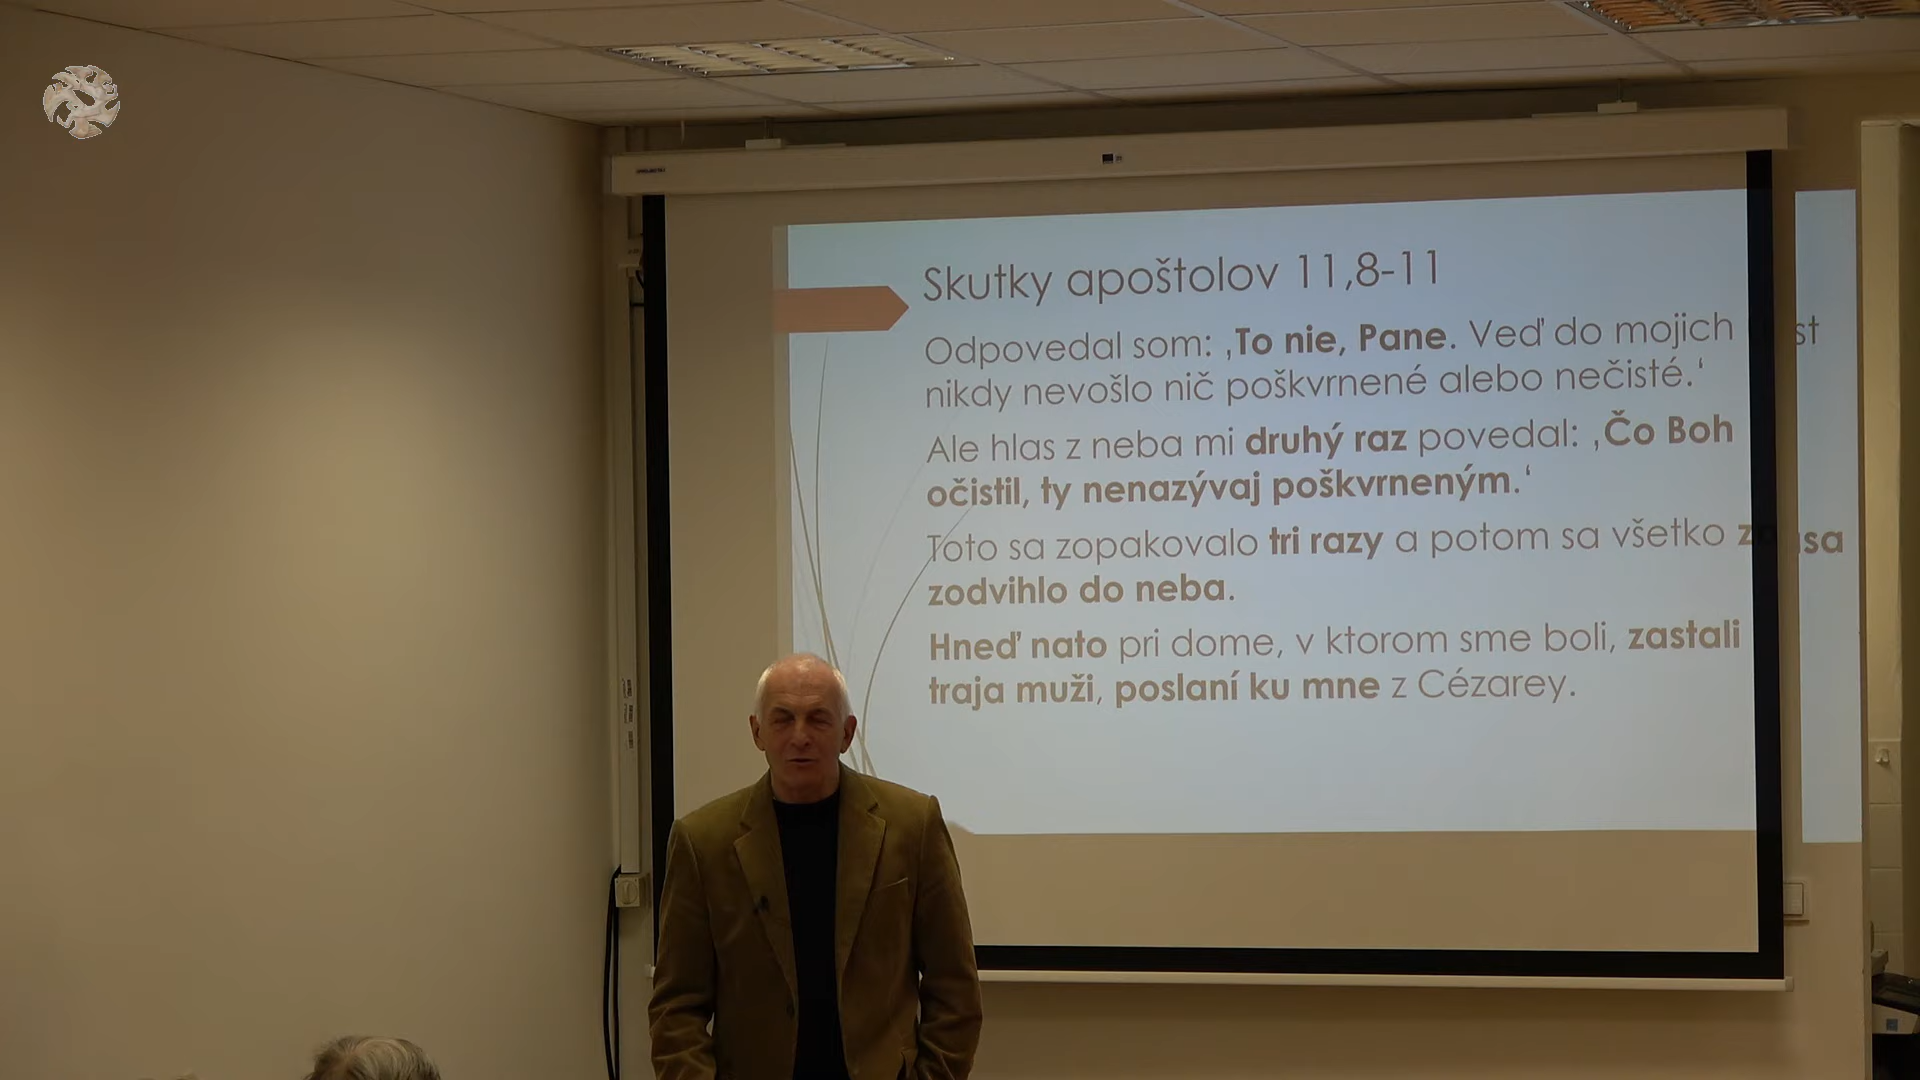 Skutky apoštolov 11,8-11
Odpovedal som: ‚To nie, Pane. Veď do mojich
nikdy nevošlo nič poškvrnené alebo nečisté.‘
Ale hlas z neba mi druhý raz povedal: ‚Čo Boh
očistil, ty nenazývaj poškvrneným.‘
Toto sa zopakovalo tri razy a potom sa všetko
zodvihlo do neba.
Hneď nato pri dome, v ktorom sme boli, zastali
traja muži, poslaní ku mne z Cézarey.